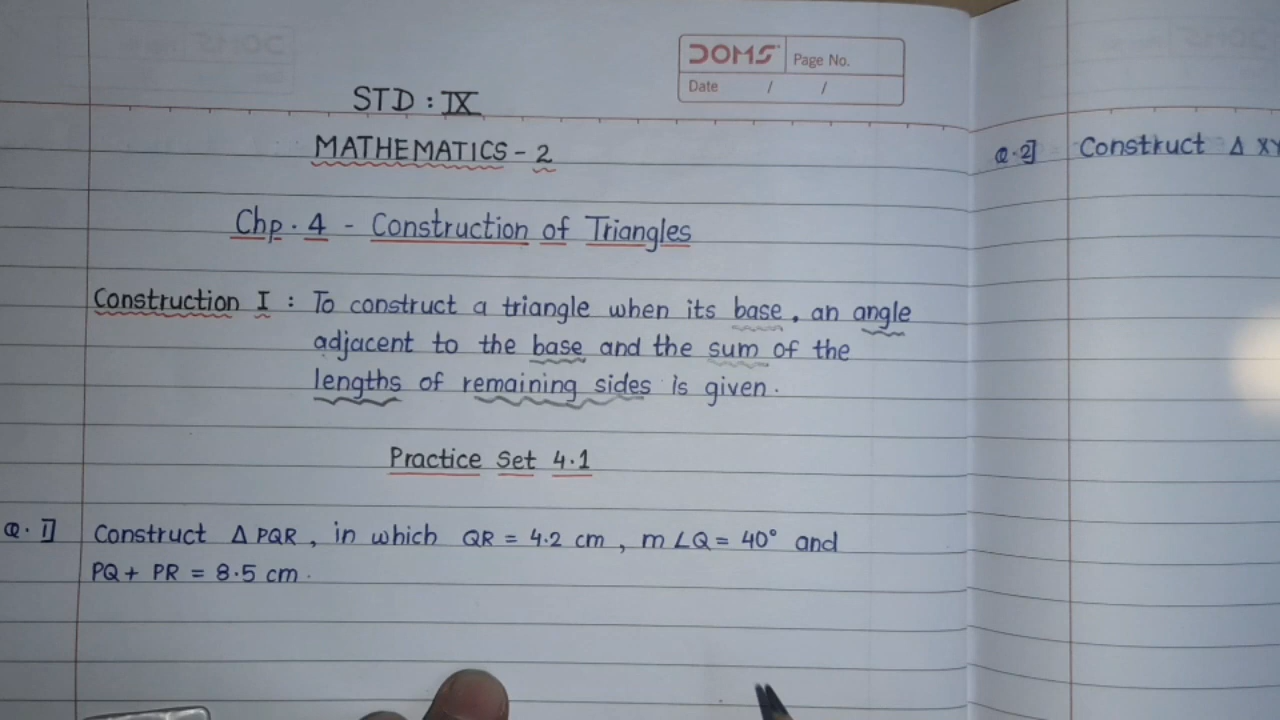 DOMS Page No.
Date / /
STD : IX
MATHEMATICS - 2
Chp. 4 - Construction of Triangles
Construction I : To construct a triangle when its base, an angle
adjacent to the base and the sum of the
lengths of remaining sides is given.
Practice Set 4.1
Q. 1] Construct Δ PQR, in which QR = 4.2 cm, m∠Q = 40° and
PQ + PR = 8.5 cm.
Q.2] Construct Δ XY